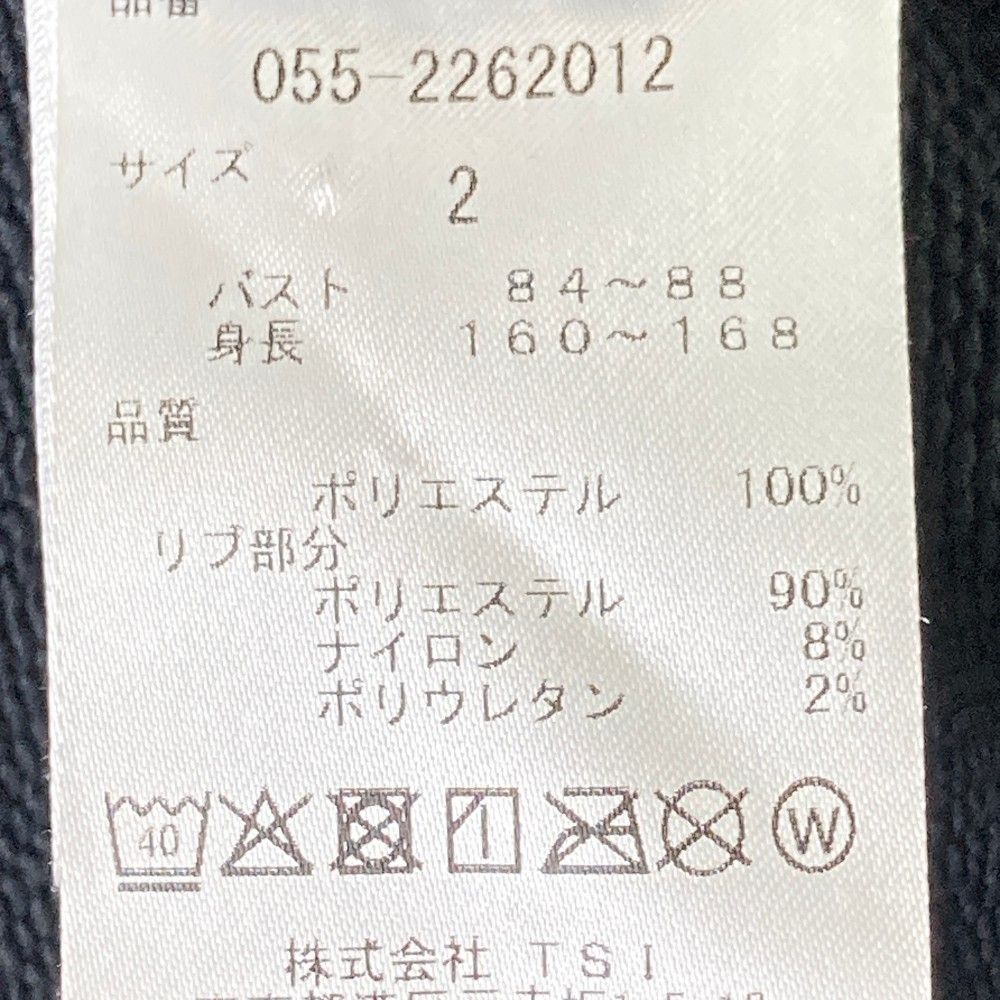 品番
055-2262012
サイズ 2
バスト 84～88
身長 160～168
品質
ポリエステル 100%
リブ部分
ポリエステル 90%
ナイロン 8%
ポリウレタン 2%
40 W
株式会社 TSI